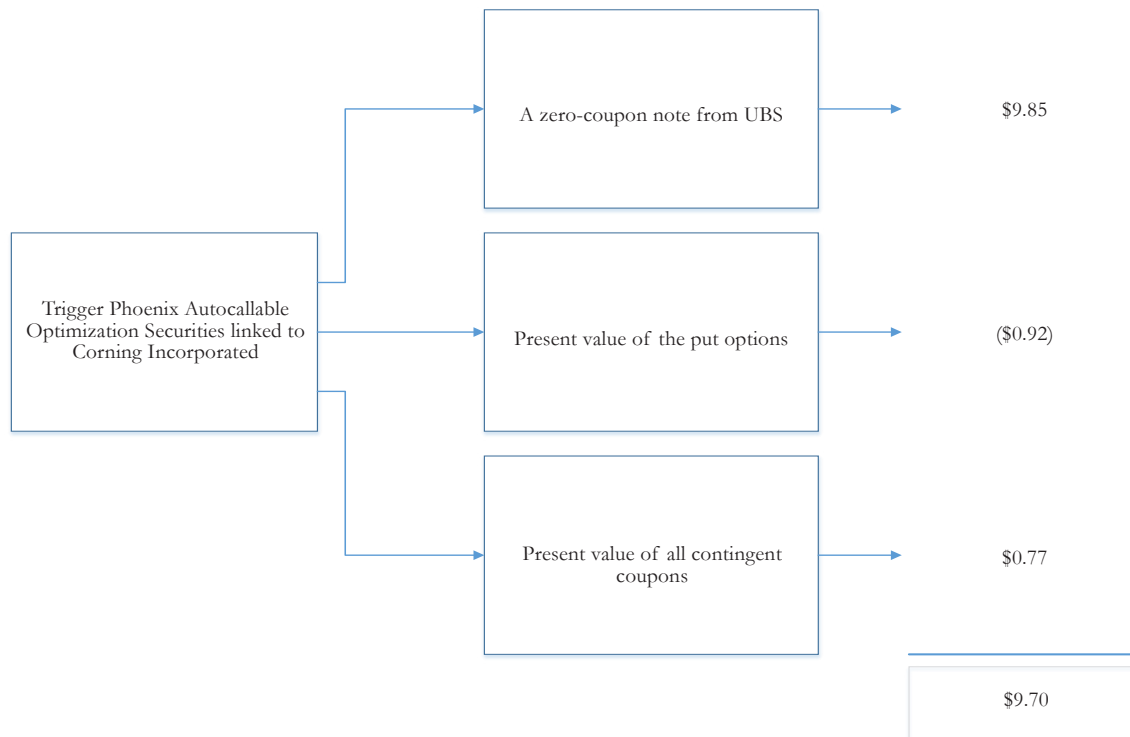 A zero-coupon note from UBS
$9.85
Trigger Phoenix Autocallable
Optimization Securities linked to
Corning Incorporated
Present value of the put options
($0.92)
Present value of all contingent
coupons
$0.77
$9.70